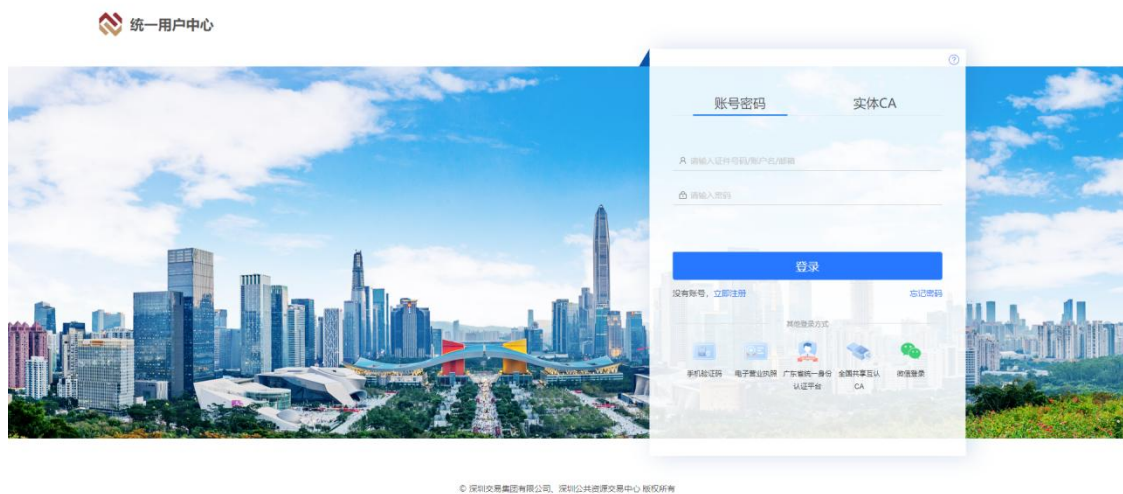 统一用户中心
账号密码
实体CA
请输入证件号码/账户名/邮箱
请输入密码
登录
没有账号，立即注册
忘记密码
其他登录方式
手机验证码
电子营业执照
广东省统一身份
认证平台
全国共享互认
CA
微信登录
© 深圳交易集团有限公司、深圳公共资源交易中心 版权所有